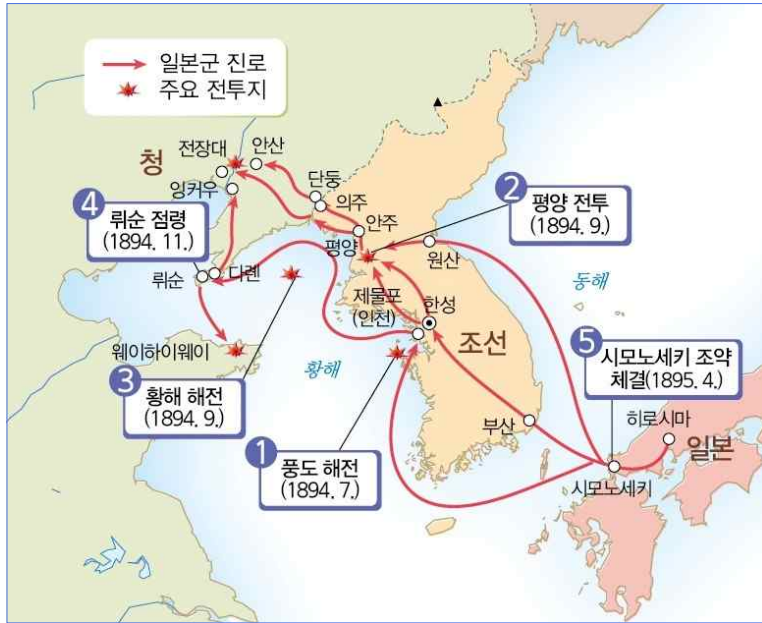 일본군 진로
주요 전투지
청
전장대
안산
잉커우
단둥
의주
안주
4
뤼순 점령
(1894. 11.)
2
평양 전투
(1894. 9.)
평양
원산
뤼순
다롄
동해
제물포
(인천)
한성
조선
웨이하이웨이
황해
3
황해 해전
(1894. 9.)
5
시모노세키 조약
체결(1895. 4.)
히로시마
일본
부산
1
풍도 해전
(1894. 7.)
시모노세키